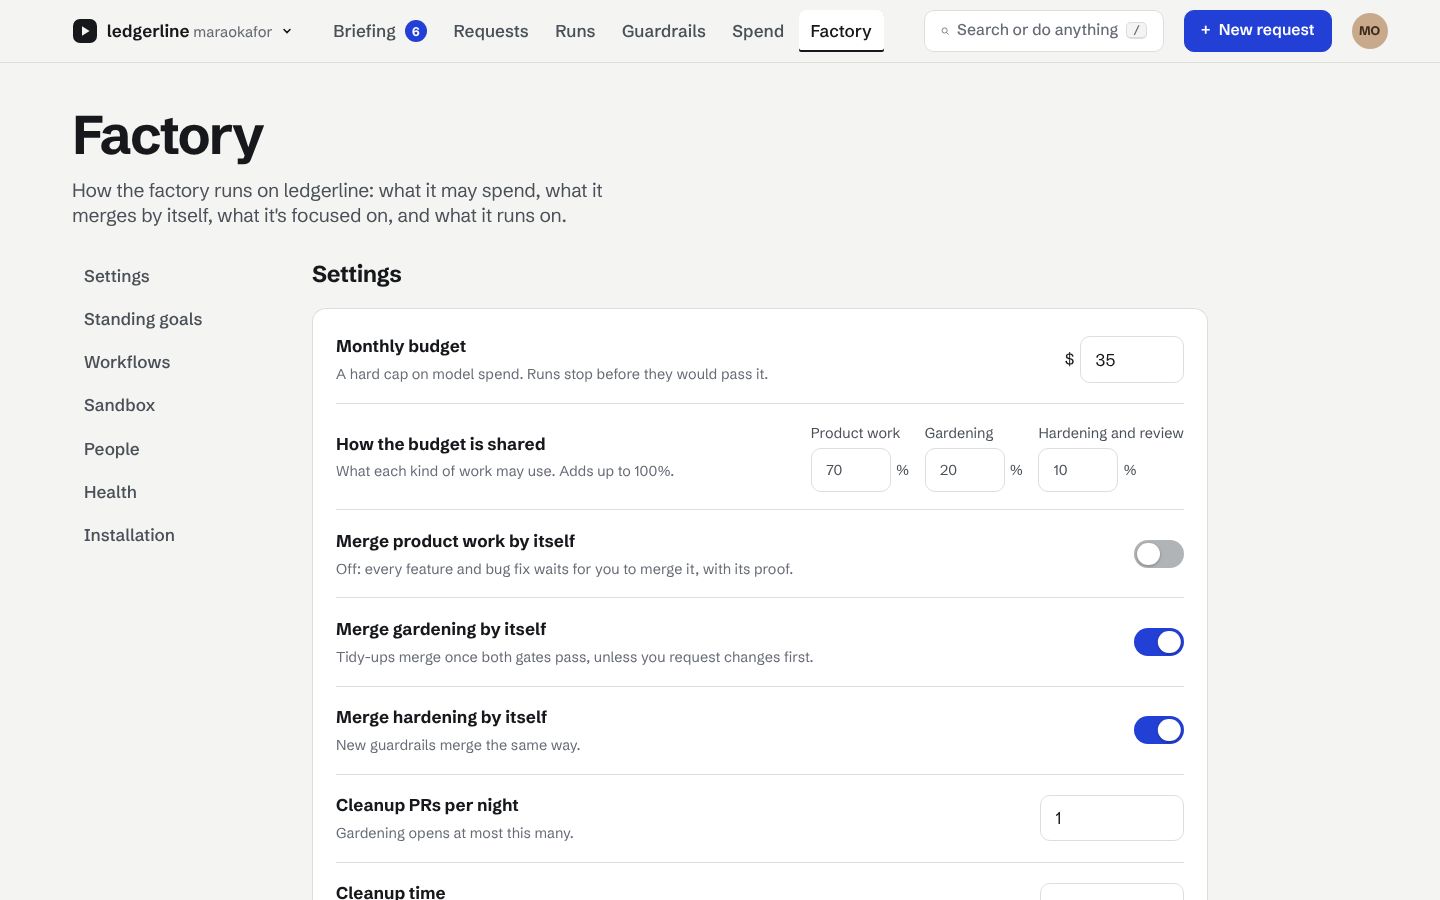 ledgerline maraokafor
Briefing 6
Requests
Runs
Guardrails
Spend
Factory
Search or do anything /
+ New request
MO
Factory
How the factory runs on ledgerline: what it may spend, what it
merges by itself, what it's focused on, and what it runs on.
Settings
Standing goals
Workflows
Sandbox
People
Health
Installation
Settings
Monthly budget
A hard cap on model spend. Runs stop before they would pass it.
$ 35
How the budget is shared
What each kind of work may use. Adds up to 100%.
Product work
70 %
Gardening
20 %
Hardening and review
10 %
Merge product work by itself
Off: every feature and bug fix waits for you to merge it, with its proof.
Merge gardening by itself
Tidy-ups merge once both gates pass, unless you request changes first.
Merge hardening by itself
New guardrails merge the same way.
Cleanup PRs per night
Gardening opens at most this many.
1
Cleanup time